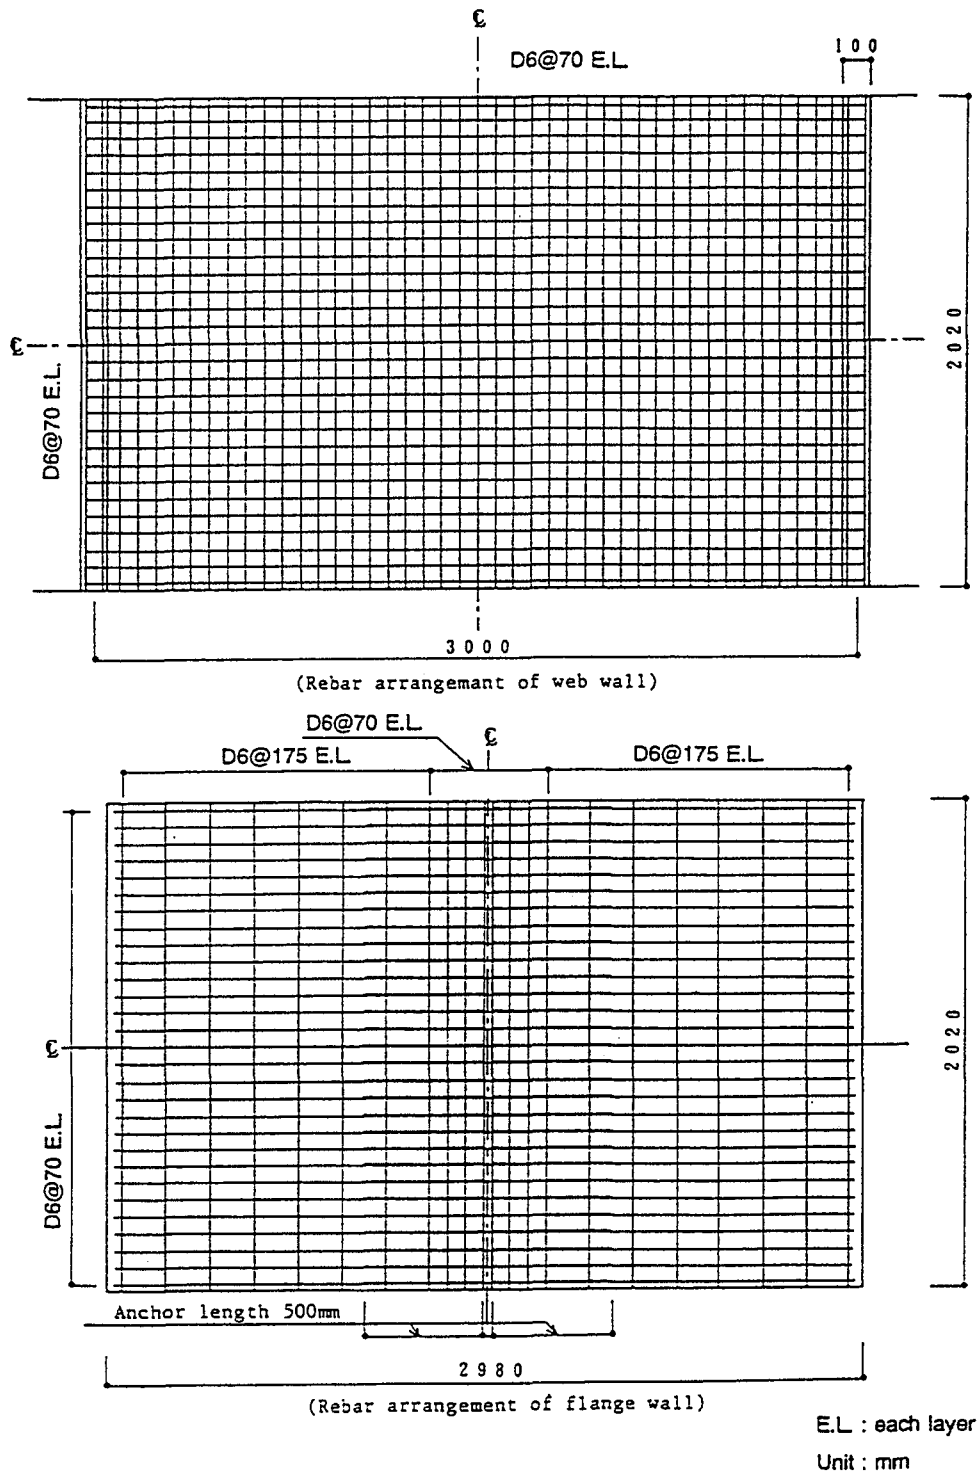 ℄
D6@70 E.L.
100
2020
℄
D6@70 E.L.
3000
(Rebar arrangemant of web wall)
D6@70 E.L.
℄
D6@175 E.L.
D6@175 E.L.
℄
2020
D6@70 E.L.
Anchor length 500mm
2980
(Rebar arrangement of flange wall)
E.L. : each layer
Unit : mm